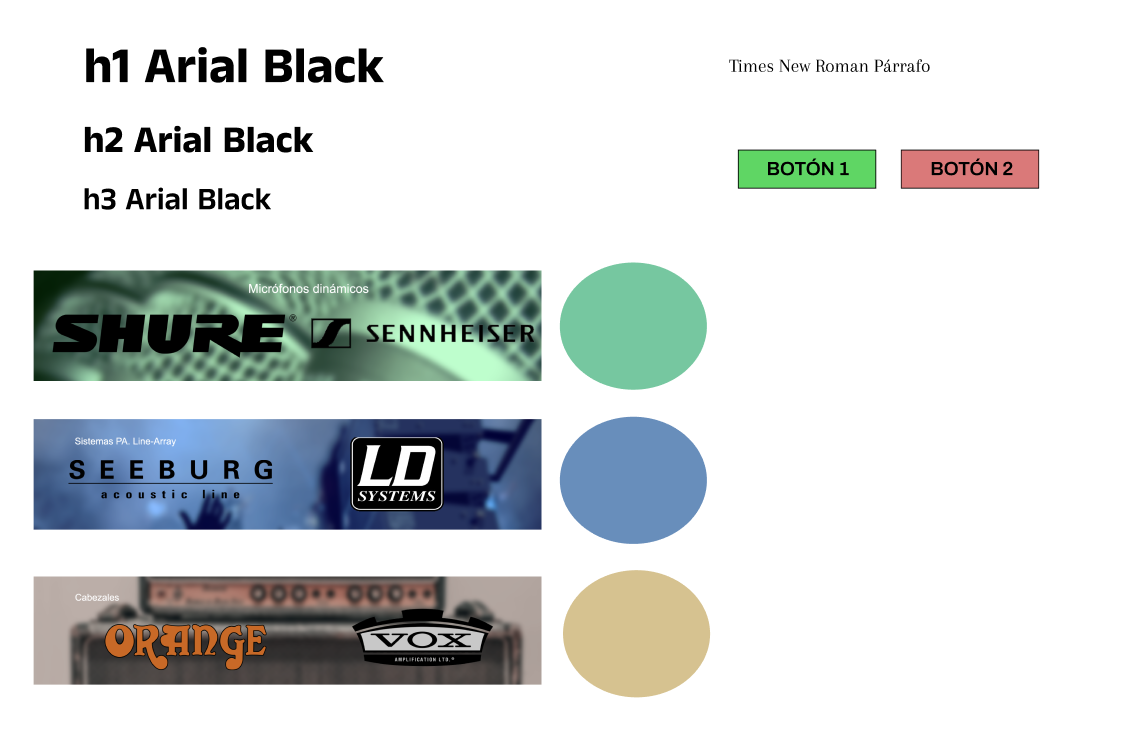 h1 Arial Black
h2 Arial Black
h3 Arial Black
Times New Roman Párrafo
BOTÓN 1
BOTÓN 2
Micrófonos dinámicos
SHURE®
SENNHEISER
Sistemas PA. Line-Array
SEEBURG
acoustic line
LD
SYSTEMS
Cabezales
ORANGE
VOX
AMPLIFICATION LTD.®